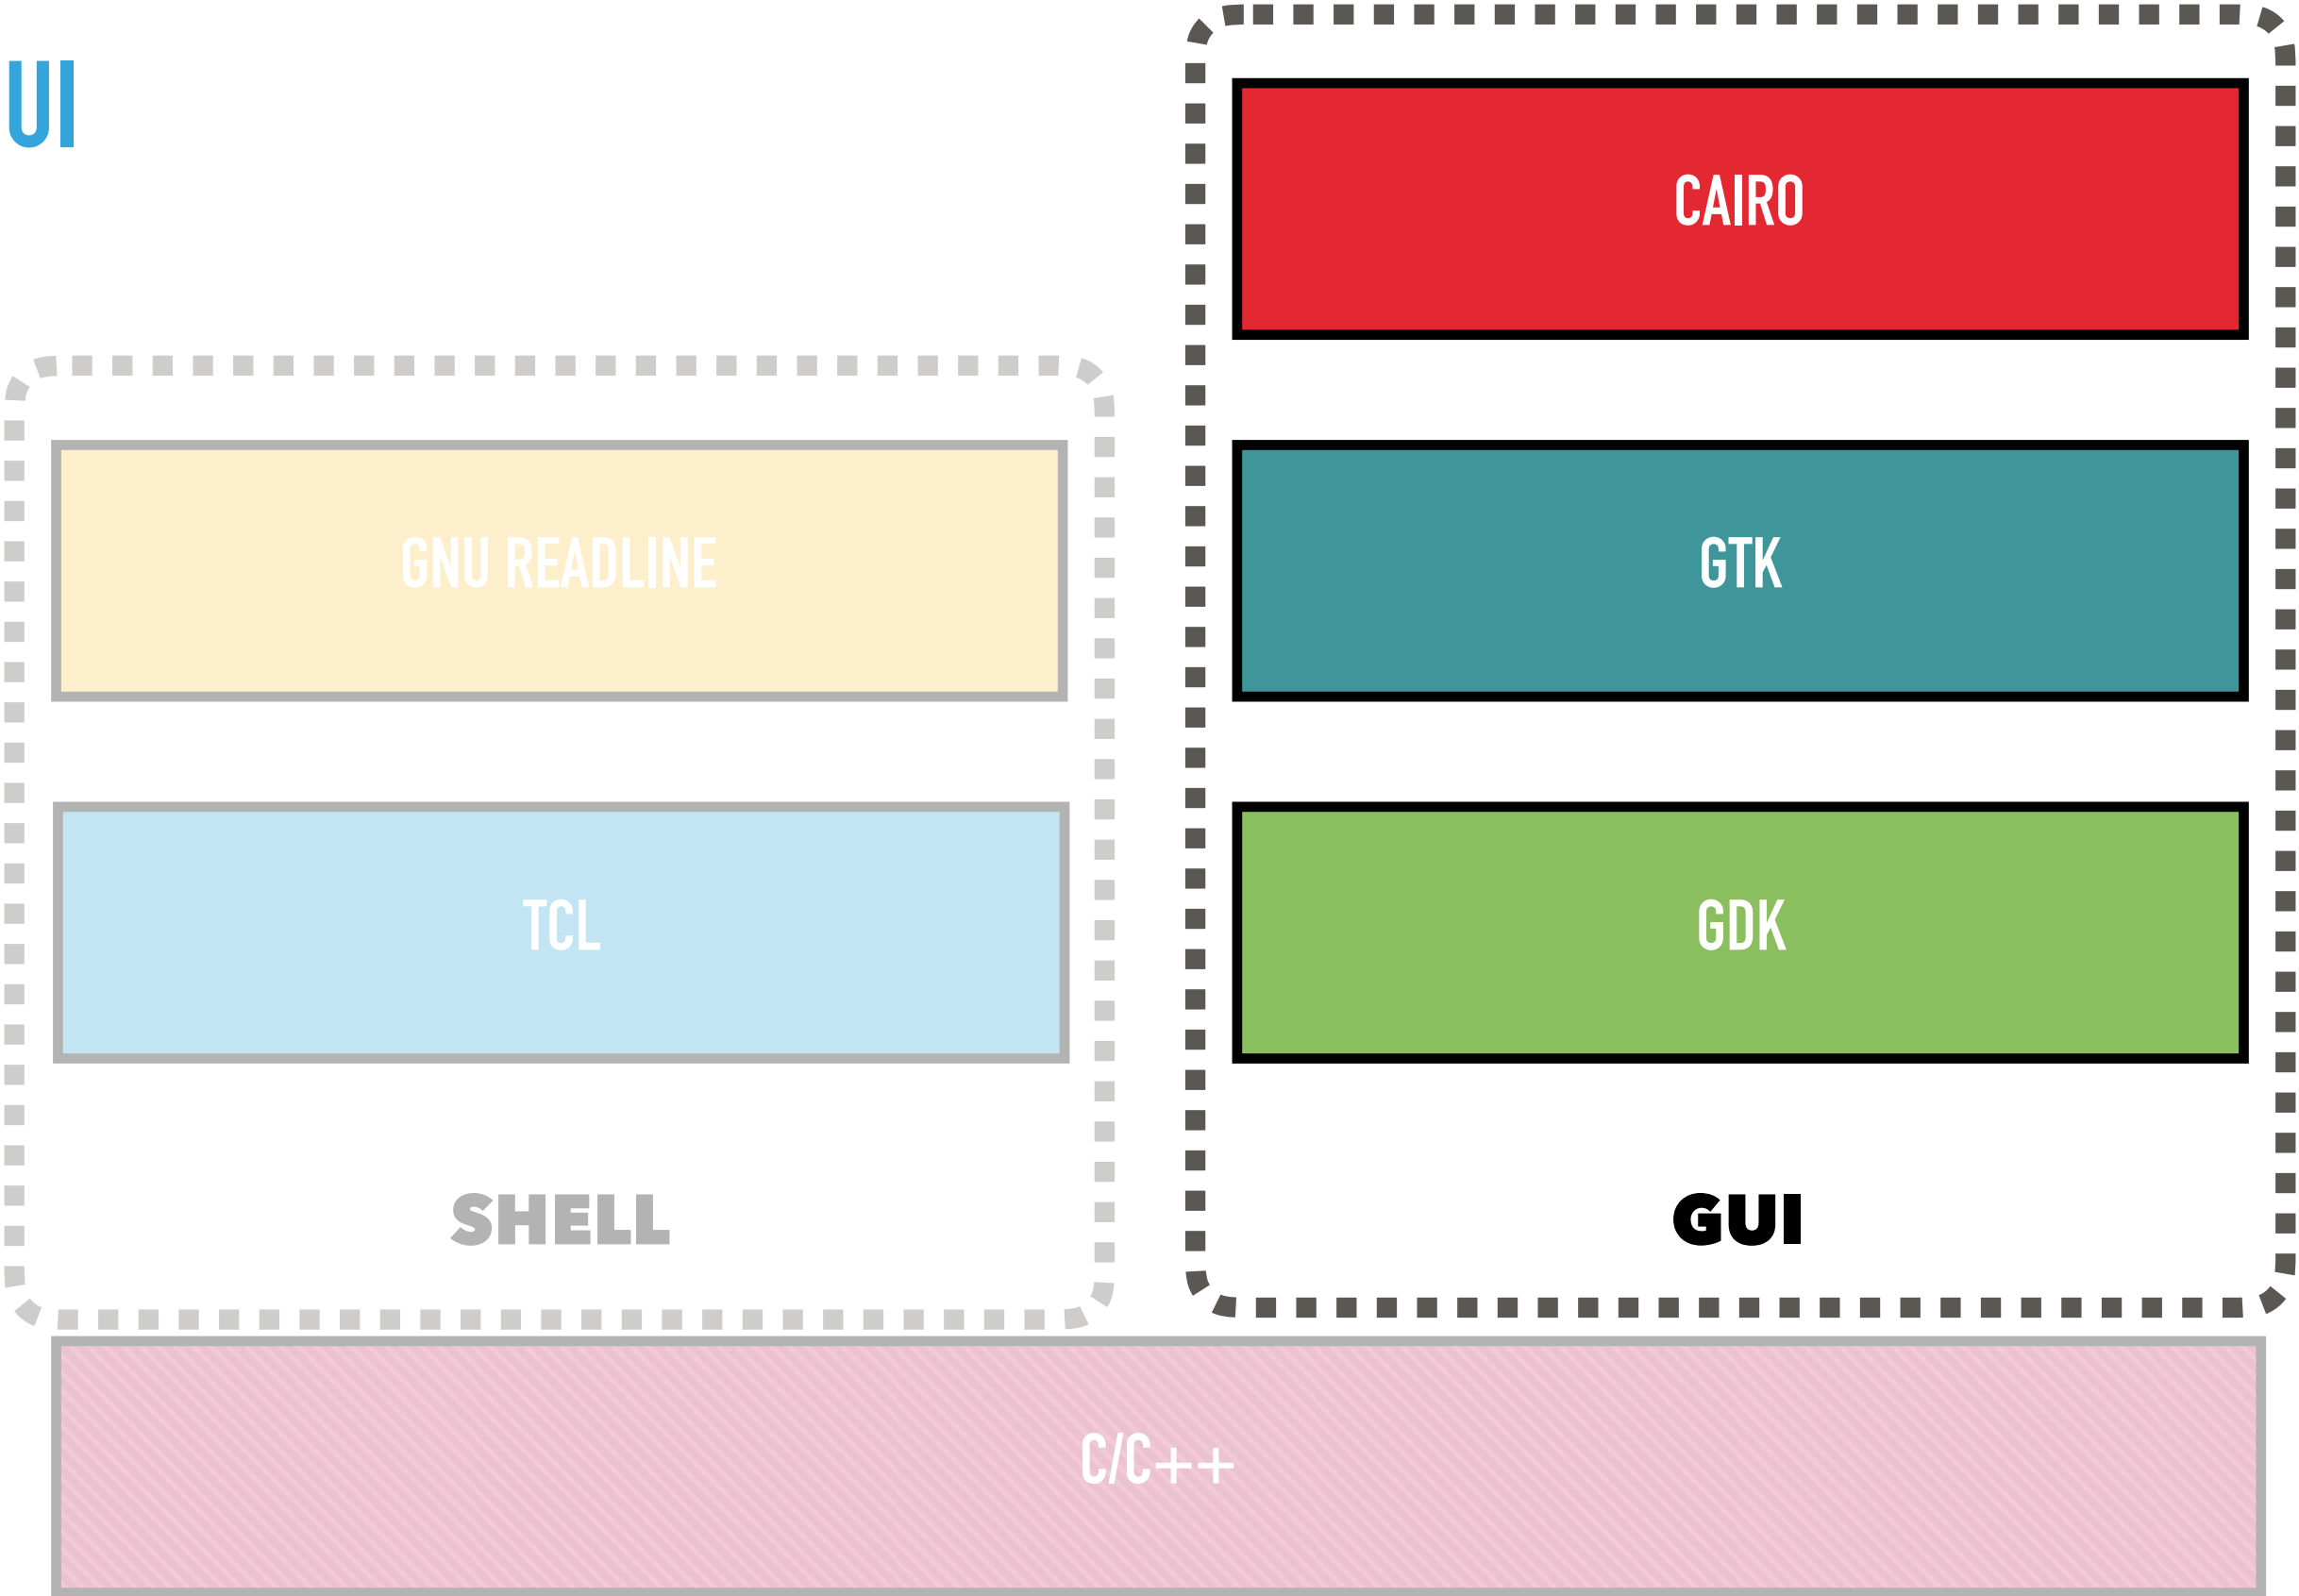 UI
CAIRO
GNU READLINE
GTK
TCL
GDK
SHELL
GUI
C/C++